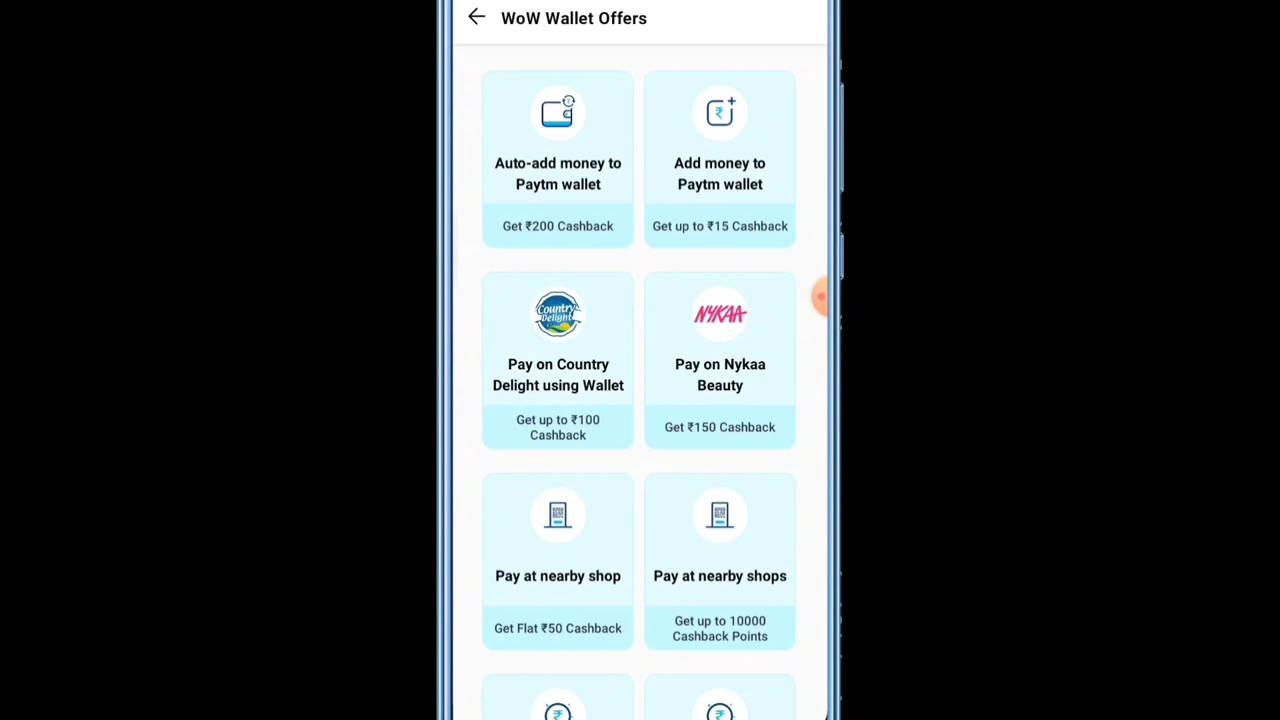 WoW Wallet Offers
Auto-add money to
Paytm wallet
Get ₹200 Cashback
Add money to
Paytm wallet
Get up to ₹15 Cashback
Country
Delight
Pay on Country
Delight using Wallet
Get up to ₹100
Cashback
NYKAA
Pay on Nykaa
Beauty
Get ₹150 Cashback
Pay at nearby shop
Get Flat ₹50 Cashback
Pay at nearby shops
Get up to 10000
Cashback Points